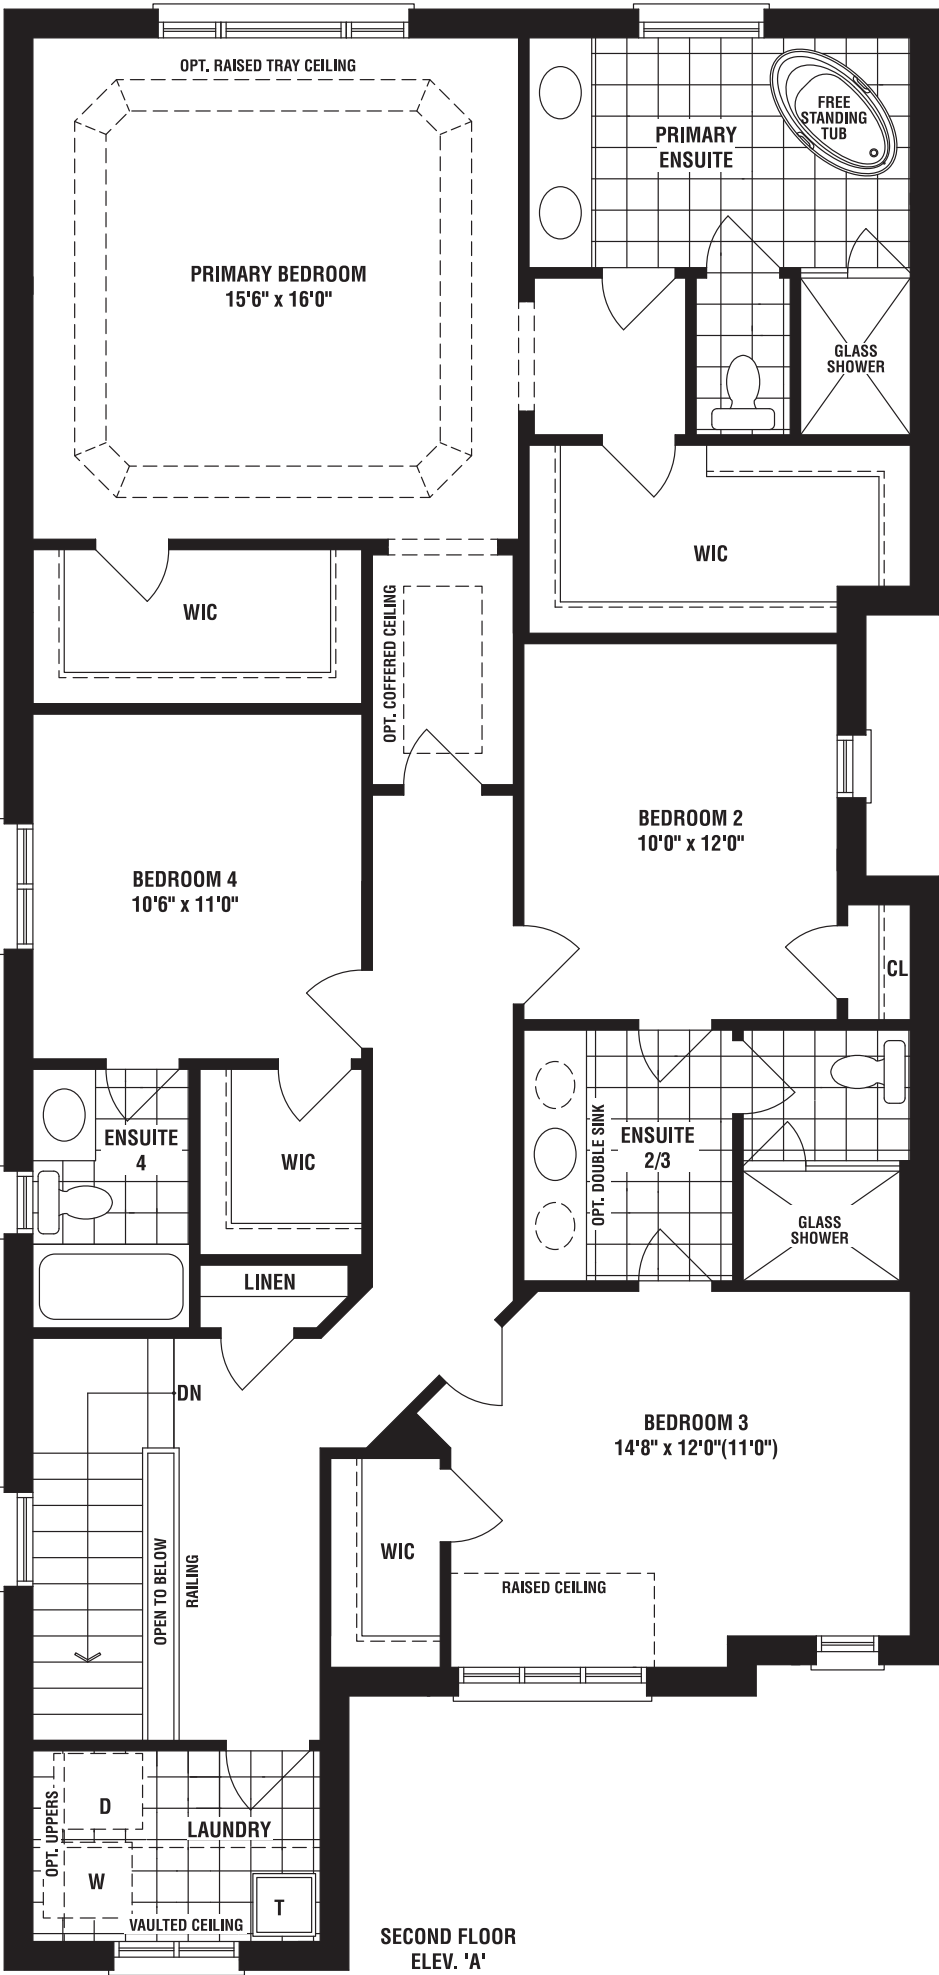 OPT. RAISED TRAY CEILING
FREE
STANDING
TUB
PRIMARY
ENSUITE
PRIMARY BEDROOM
15'6" x 16'0"
GLASS
SHOWER
WIC
WIC
OPT. COFFERED CEILING
BEDROOM 2
10'0" x 12'0"
BEDROOM 4
10'6" x 11'0"
CL
ENSUITE
4
WIC
OPT. DOUBLE SINK
ENSUITE
2/3
GLASS
SHOWER
LINEN
DN
BEDROOM 3
14'8" x 12'0"(11'0")
WIC
OPEN TO BELOW
RAILING
RAISED CEILING
OPT. UPPERS
D
LAUNDRY
W
T
VAULTED CEILING
SECOND FLOOR
ELEV. 'A'